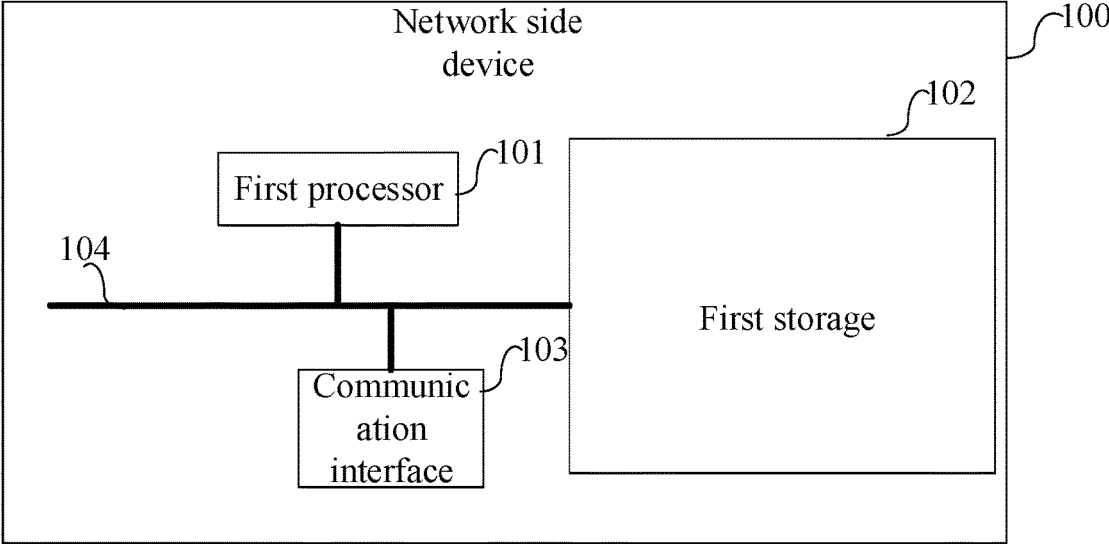 Network side
device
100
102
101
First processor
104
First storage
103
Communic
ation
interface